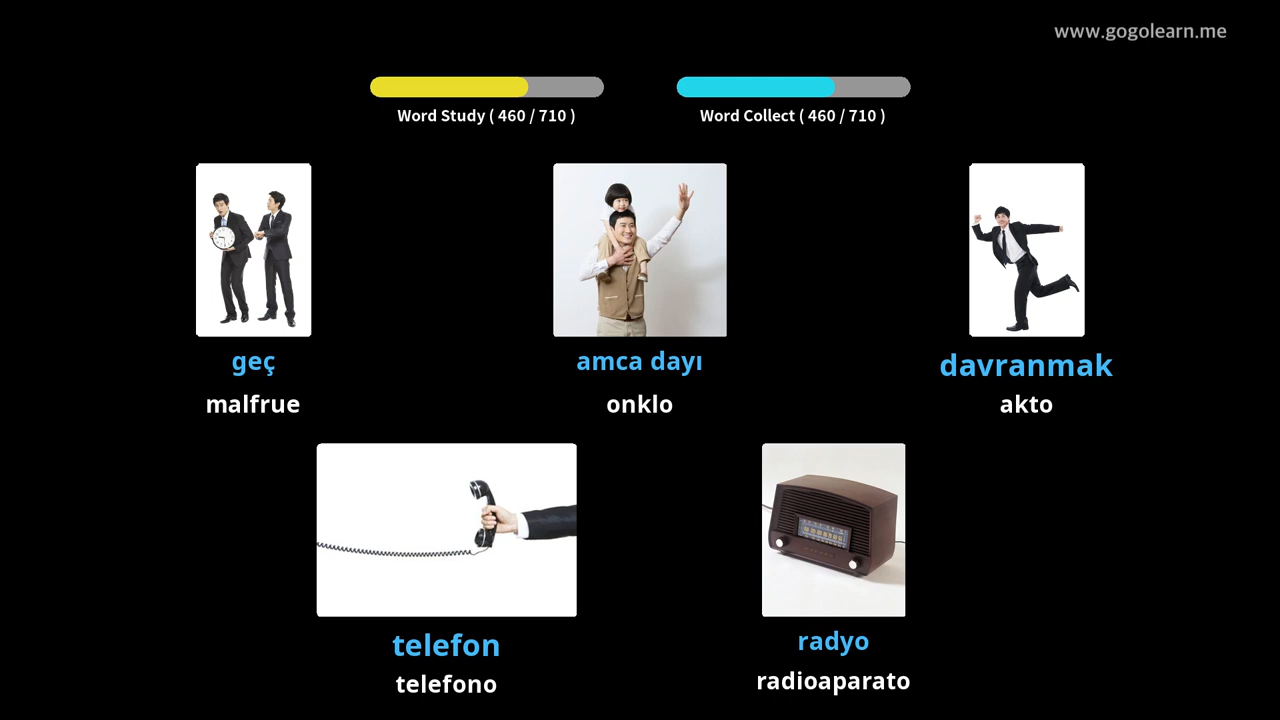 www.gogolearn.me
Word Study ( 460 / 710 )
Word Collect ( 460 / 710 )
geç
malfrue
amca dayı
onklo
davranmak
akto
telefon
telefono
radyo
radioaparato